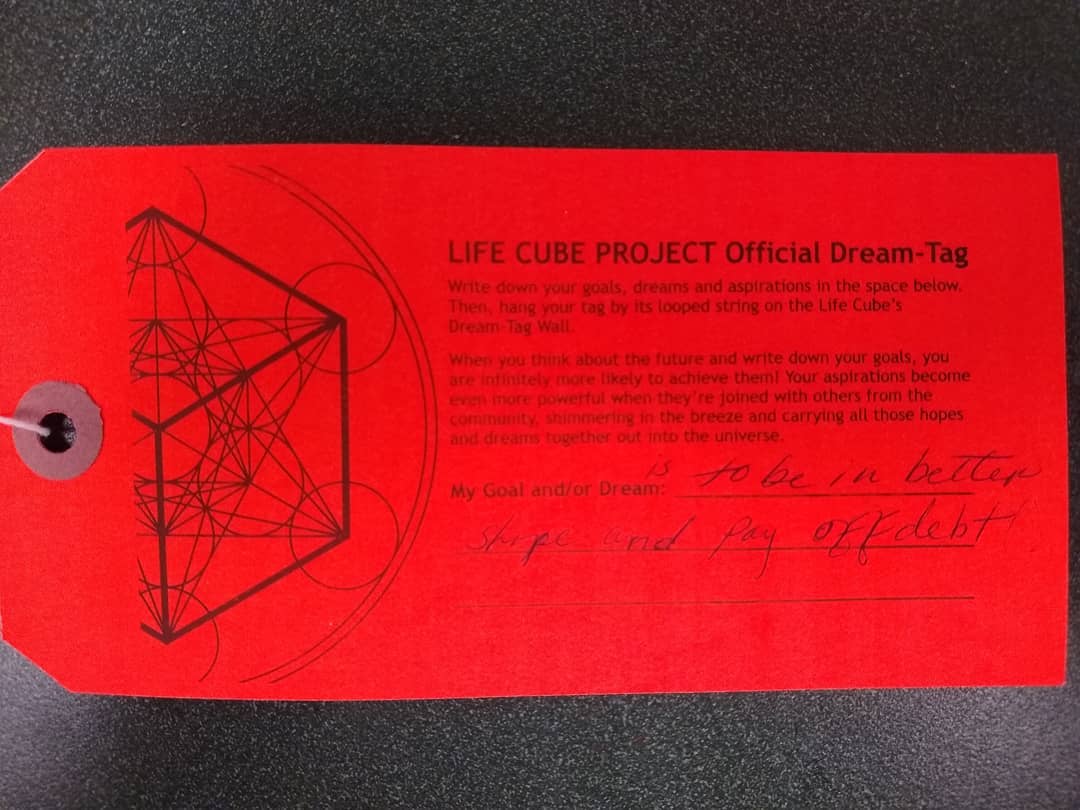 LIFE CUBE PROJECT Official Dream-Tag
Write down your goals, dreams and aspirations in the space below.
Then, hang your tag by its looped string on the Life Cube's
Dream-Tag Wall.
When you think about the future and write down your goals, you
are infinitely more likely to achieve them! Your aspirations become
even more powerful when they're joined with others from the
community, shimmering in the breeze and carrying all those hopes
and dreams together out into the universe.
My Goal and/or Dream: is to be in better
shape and pay off debt!